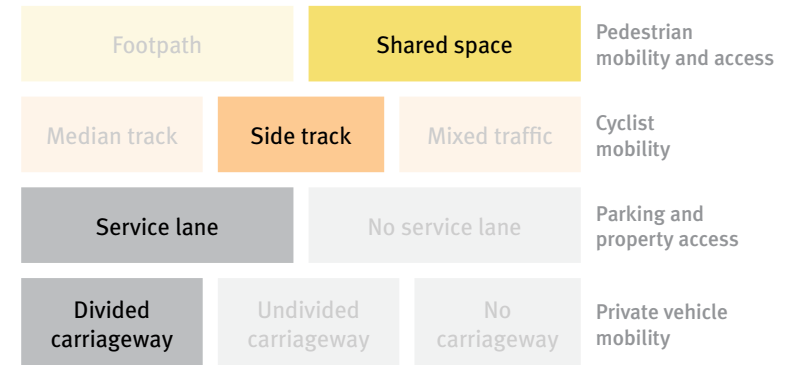 Footpath
Shared space
Pedestrian
mobility and access
Median track
Side track
Mixed traffic
Cyclist
mobility
Service lane
No service lane
Parking and
property access
Divided
carriageway
Undivided
carriageway
No
carriageway
Private vehicle
mobility